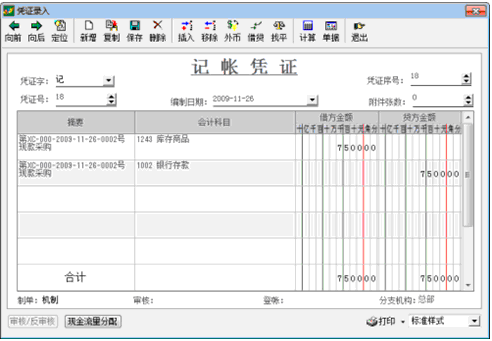 凭证录入
向前 向后 定位 新增 复制 保存 删除 插入 移除 外币 借贷 找平 计算 单据 退出
记 帐 凭 证
凭证字: 记
凭证序号: 18
凭证号: 18
编制日期: 2009-11-26
附件张数: 0
摘要 会计科目 借方金额 贷方金额
十亿千百十万千百十元角分 十亿千百十万千百十元角分
第XC-000-2009-11-26-0002号 1243 库存商品 750000
现款采购
第XC-000-2009-11-26-0002号 1002 银行存款 750000
现款采购
合计 750000 750000
制单: 机制 审核: 登帐: 分支机构: 总部
审核/反审核 现金流量分配 打印 标准样式